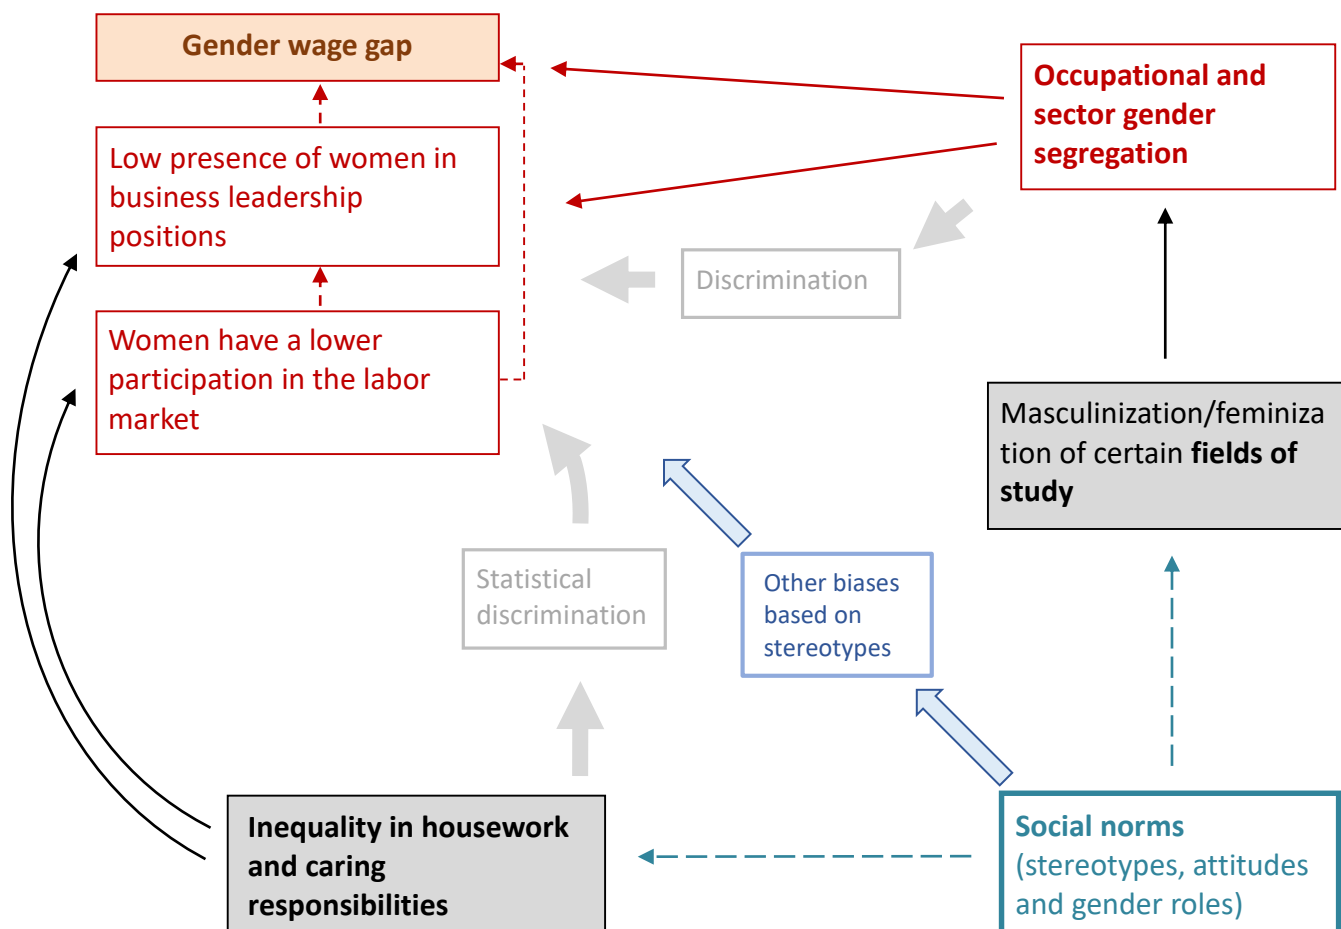 Gender wage gap
Occupational and
sector gender
segregation
Low presence of women in
business leadership
positions
Discrimination
Women have a lower
participation in the labor
market
Masculinization/feminiza
tion of certain fields of
study
Statistical
discrimination
Other biases
based on
stereotypes
Inequality in housework
and caring
responsibilities
Social norms
(stereotypes, attitudes
and gender roles)